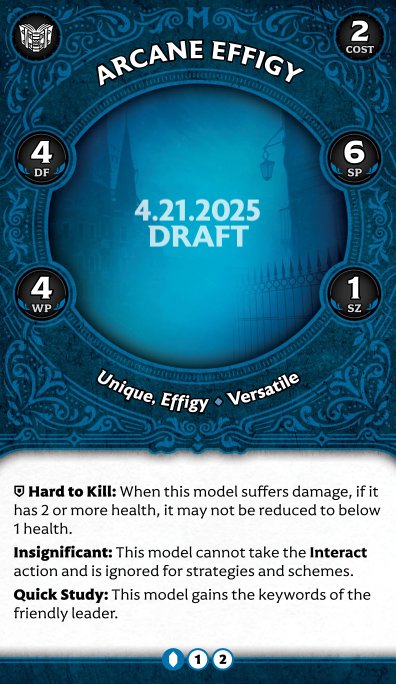 ARCANE EFFIGY
2
COST
4
DF
6
SP
4.21.2025
DRAFT
4
WP
1
SZ
Unique, Effigy ◆ Versatile
Hard to Kill: When this model suffers damage, if it
has 2 or more health, it may not be reduced to below
1 health.
Insignificant: This model cannot take the Interact
action and is ignored for strategies and schemes.
Quick Study: This model gains the keywords of the
friendly leader.
1 2